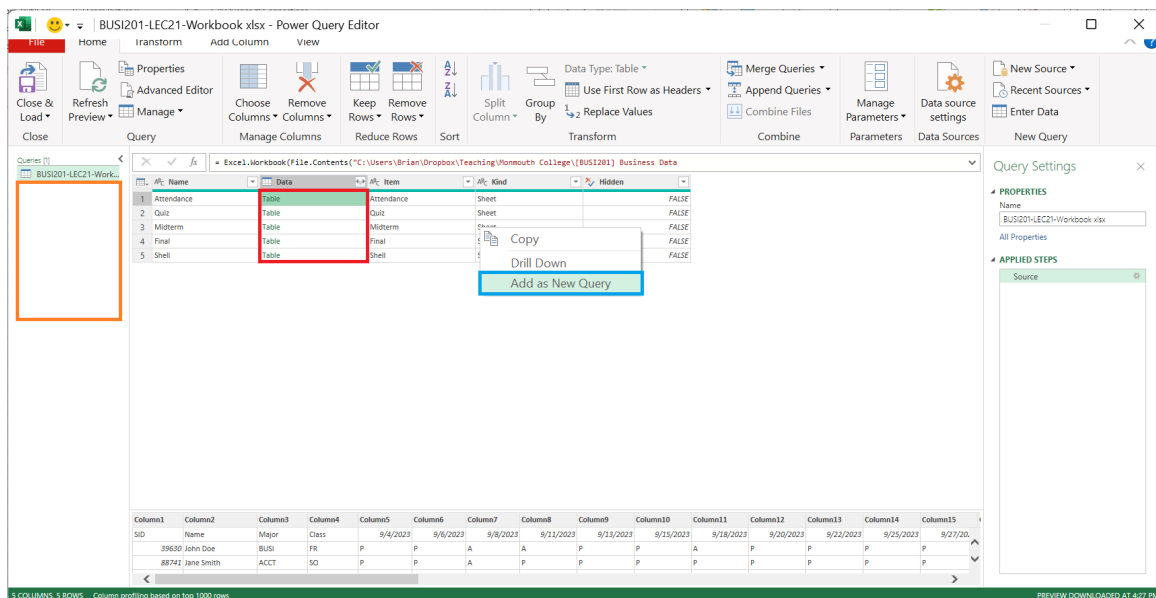 BUSI201-LEC21-Workbook xlsx - Power Query Editor
File Home Transform Add Column View
Close & Load
Refresh Preview
Properties
Advanced Editor
Manage
Choose Columns
Remove Columns
Keep Rows
Remove Rows
Split Column
Group By
Data Type: Table
Use First Row as Headers
Replace Values
Merge Queries
Append Queries
Combine Files
Manage Parameters
Data source settings
New Source
Recent Sources
Enter Data
Close Query Manage Columns Reduce Rows Sort Transform Combine Parameters Data Sources New Query
Queries [1]
BUSI201-LEC21-Work...
fx = Excel.Workbook(File.Contents("C:\Users\Brian\Dropbox\Teaching\Monmouth College\[BUSI201] Business Data
ABC Name Data ABC Item ABC Kind Hidden
1 Attendance Table Attendance Sheet FALSE
2 Quiz Table Quiz Sheet FALSE
3 Midterm Table Midterm FALSE
4 Final Table Final FALSE
5 Shell Table Shell FALSE
Copy
Drill Down
Add as New Query
Query Settings
PROPERTIES
Name
BUSI201-LEC21-Workbook xlsx
All Properties
APPLIED STEPS
Source
Column1 Column2 Column3 Column4 Column5 Column6 Column7 Column8 Column9 Column10 Column11 Column12 Column13 Column14 Column15
SID Name Major Class 9/4/2023 9/6/2023 9/8/2023 9/11/2023 9/13/2023 9/15/2023 9/18/2023 9/20/2023 9/22/2023 9/25/2023 9/27/20
39630 John Doe BUSI FR P P A A P P A P P P P
88741 Jane Smith ACCT SO P P A P P P P P P P P
5 COLUMNS, 5 ROWS Column profiling based on top 1000 rows PREVIEW DOWNLOADED AT 4:27 PM